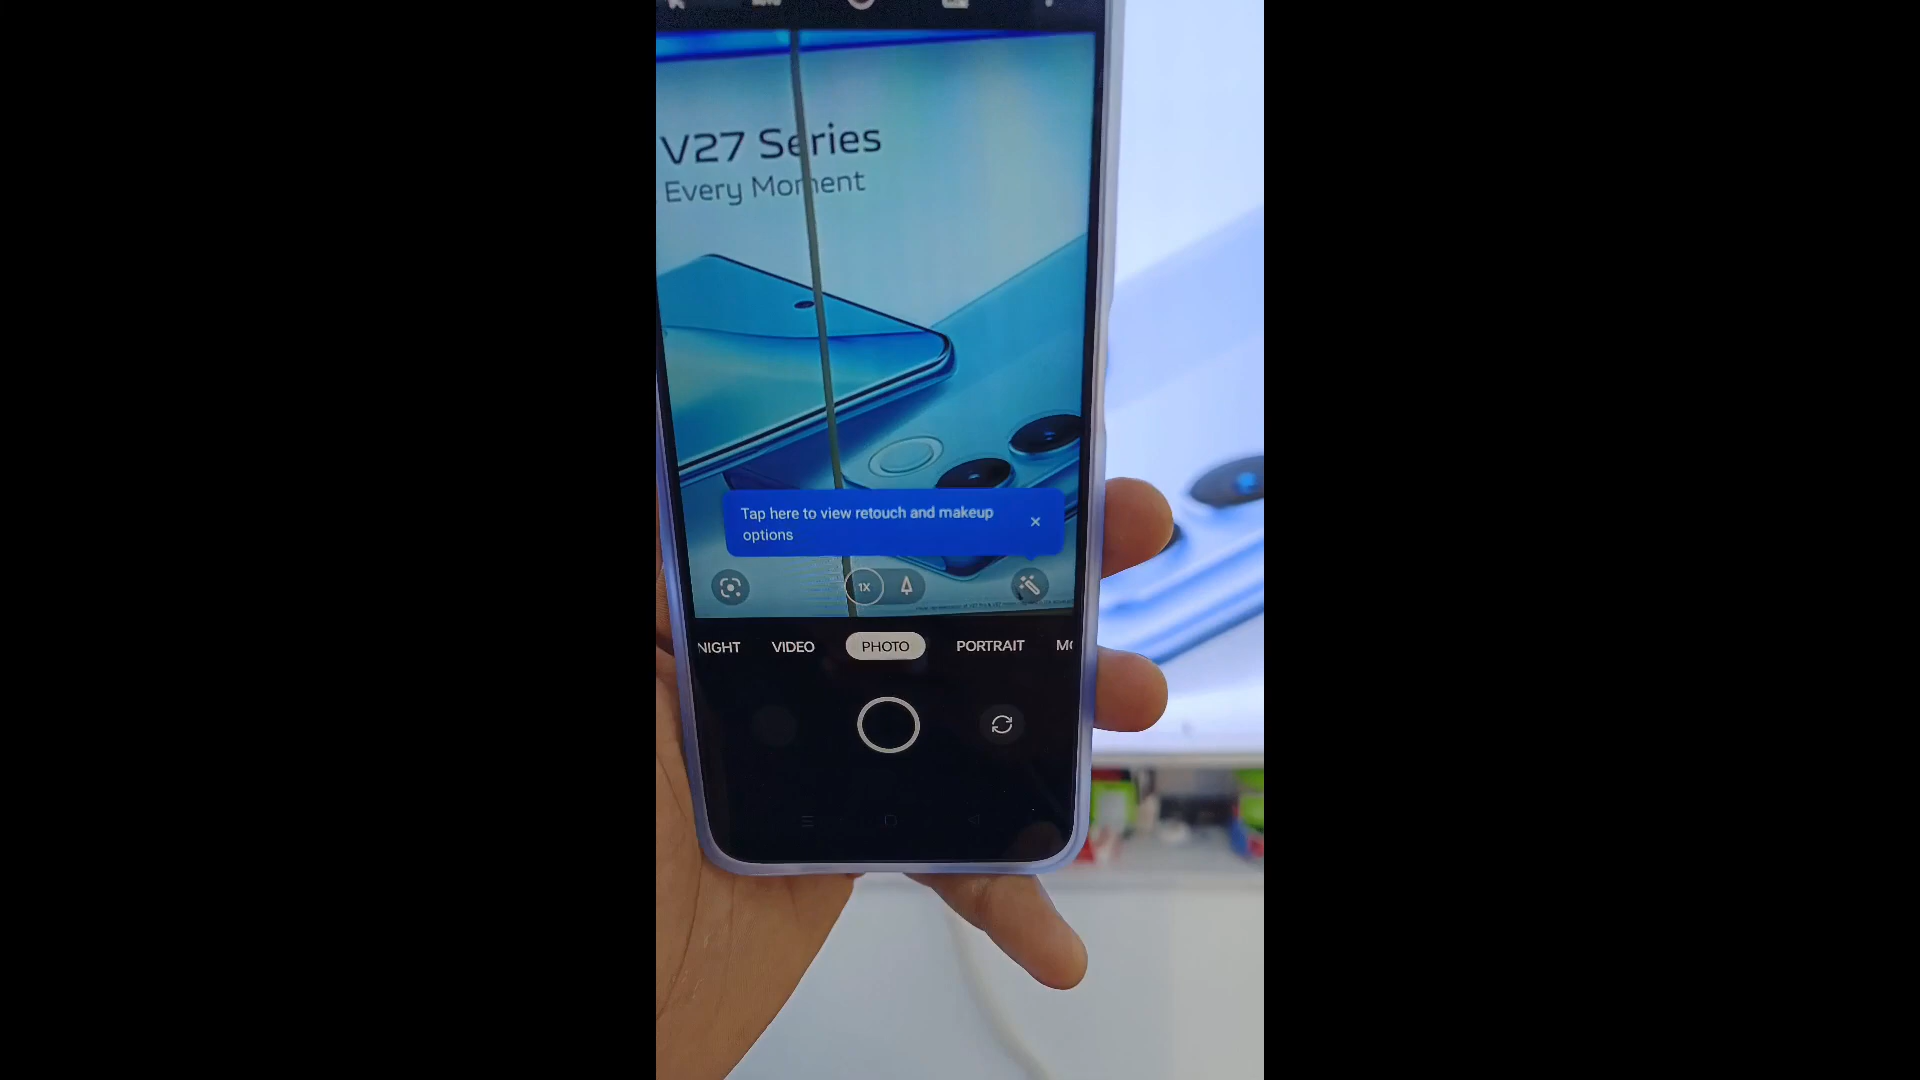 V27 Series
Every Moment
Tap here to view retouch and makeup
options
1X
NIGHT
VIDEO
PHOTO
PORTRAIT